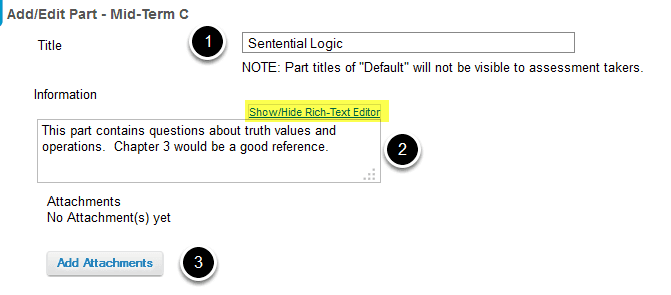 Add/Edit Part - Mid-Term C
Title
1
Sentential Logic
NOTE: Part titles of "Default" will not be visible to assessment takers.
Information
Show/Hide Rich-Text Editor
This part contains questions about truth values and
operations.  Chapter 3 would be a good reference.
2
Attachments
No Attachment(s) yet
Add Attachments
3